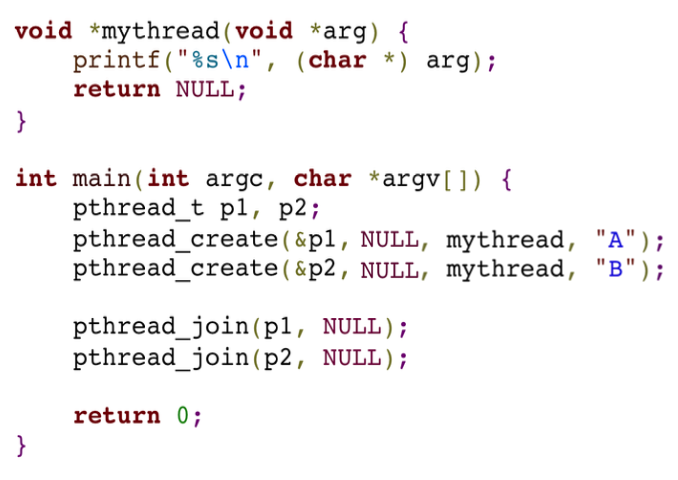 void *mythread(void *arg) {
    printf("%s\n", (char *) arg);
    return NULL;
}

int main(int argc, char *argv[]) {
    pthread_t p1, p2;
    pthread_create(&p1, NULL, mythread, "A");
    pthread_create(&p2, NULL, mythread, "B");

    pthread_join(p1, NULL);
    pthread_join(p2, NULL);

    return 0;
}